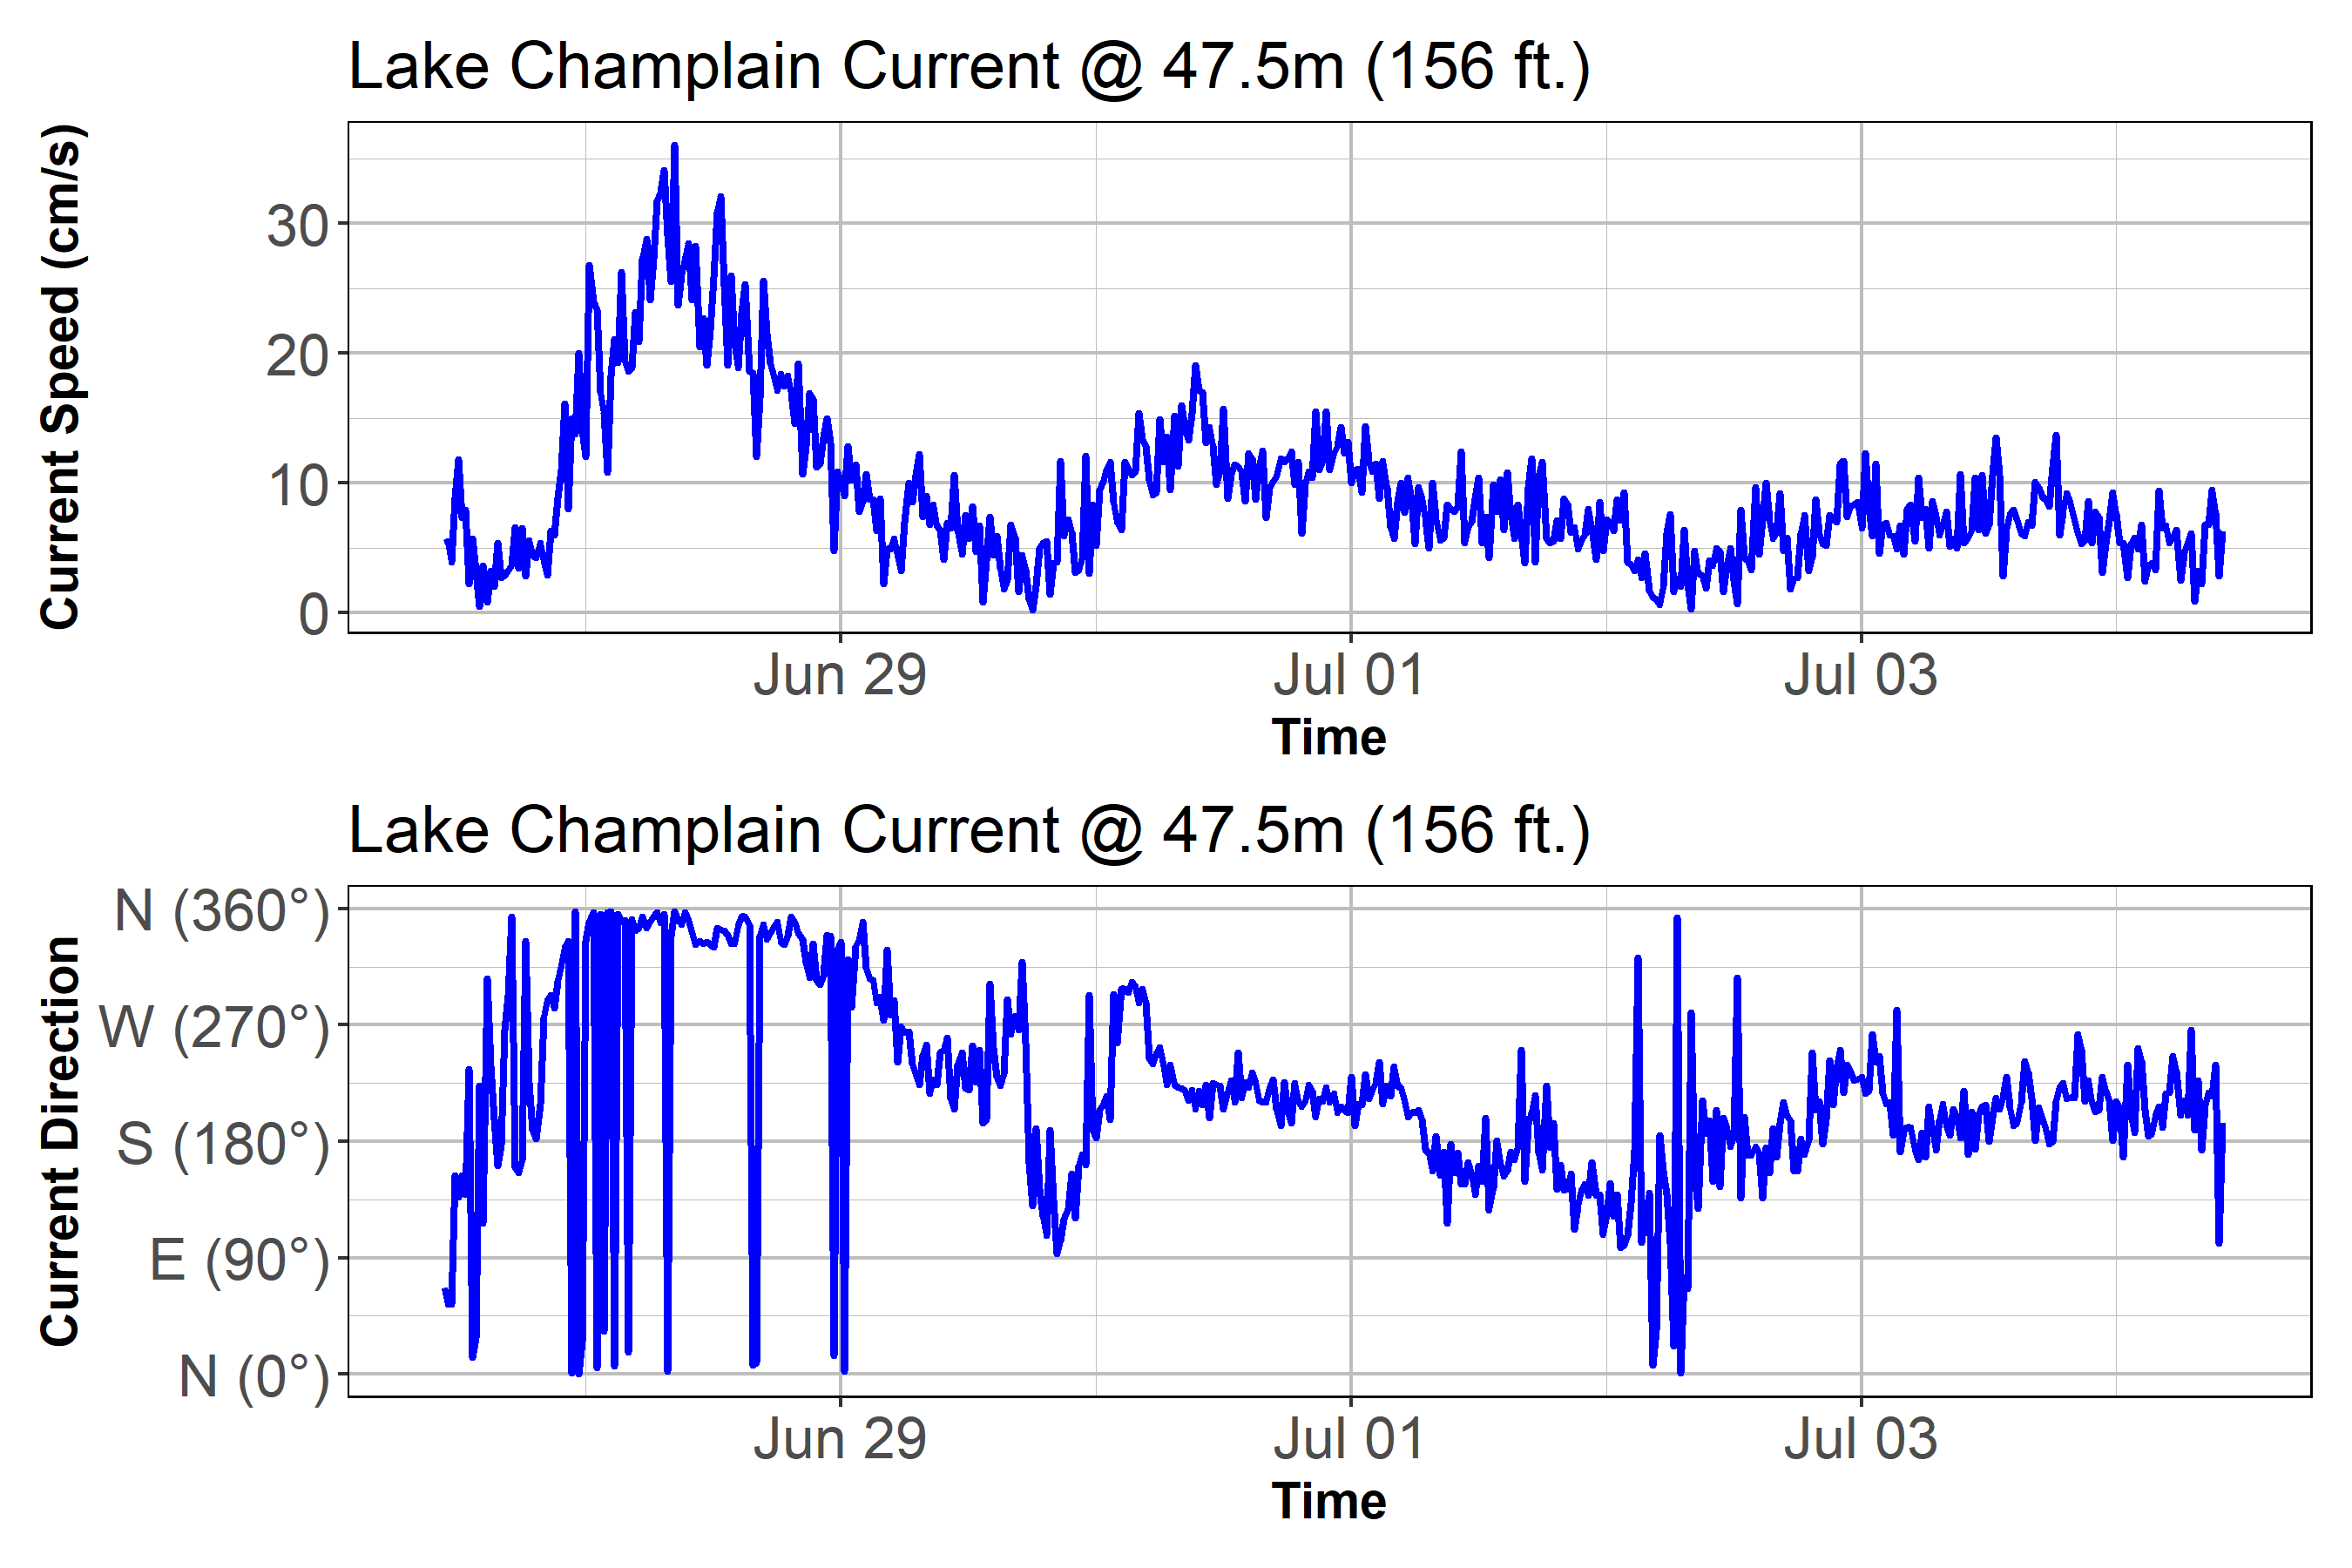 Lake Champlain Current @ 47.5m (156 ft.)
Current Speed (cm/s)
30
20
10
0
Jun 29 Jul 01 Jul 03
Time
Lake Champlain Current @ 47.5m (156 ft.)
Current Direction
N (360°)
W (270°)
S (180°)
E (90°)
N (0°)
Jun 29 Jul 01 Jul 03
Time